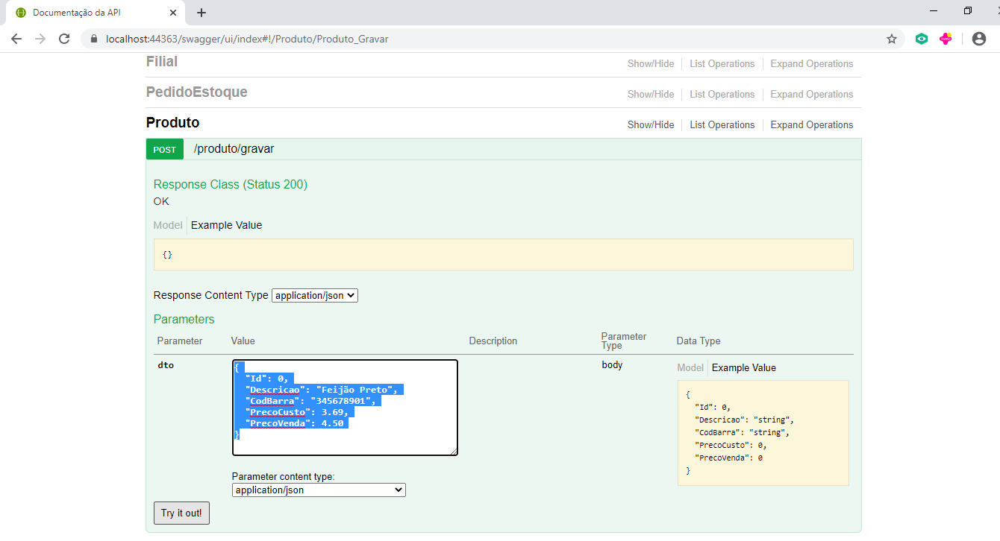 Documentação da API
localhost:44363/swagger/ui/index#!/Produto/Produto_Gravar
Filial Show/Hide List Operations Expand Operations
PedidoEstoque Show/Hide List Operations Expand Operations
Produto Show/Hide List Operations Expand Operations
POST /produto/gravar
Response Class (Status 200)
OK
Model Example Value
{}
Response Content Type application/json
Parameters
Parameter Value Description Parameter Type Data Type
dto
{
"Id": 0,
"Descricao": "Feijão Preto",
"CodBarra": "345678901",
"PrecoCusto": 3.69,
"PrecoVenda": 4.50
}
Parameter content type:
application/json
body
Model Example Value
{
"Id": 0,
"Descricao": "string",
"CodBarra": "string",
"PrecoCusto": 0,
"PrecoVenda": 0
}
Try it out!